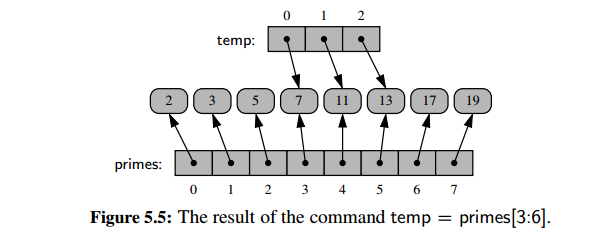 0 1 2
temp:
2 3 5 7 11 13 17 19
primes:
0 1 2 3 4 5 6 7
Figure 5.5: The result of the command temp = primes[3:6].